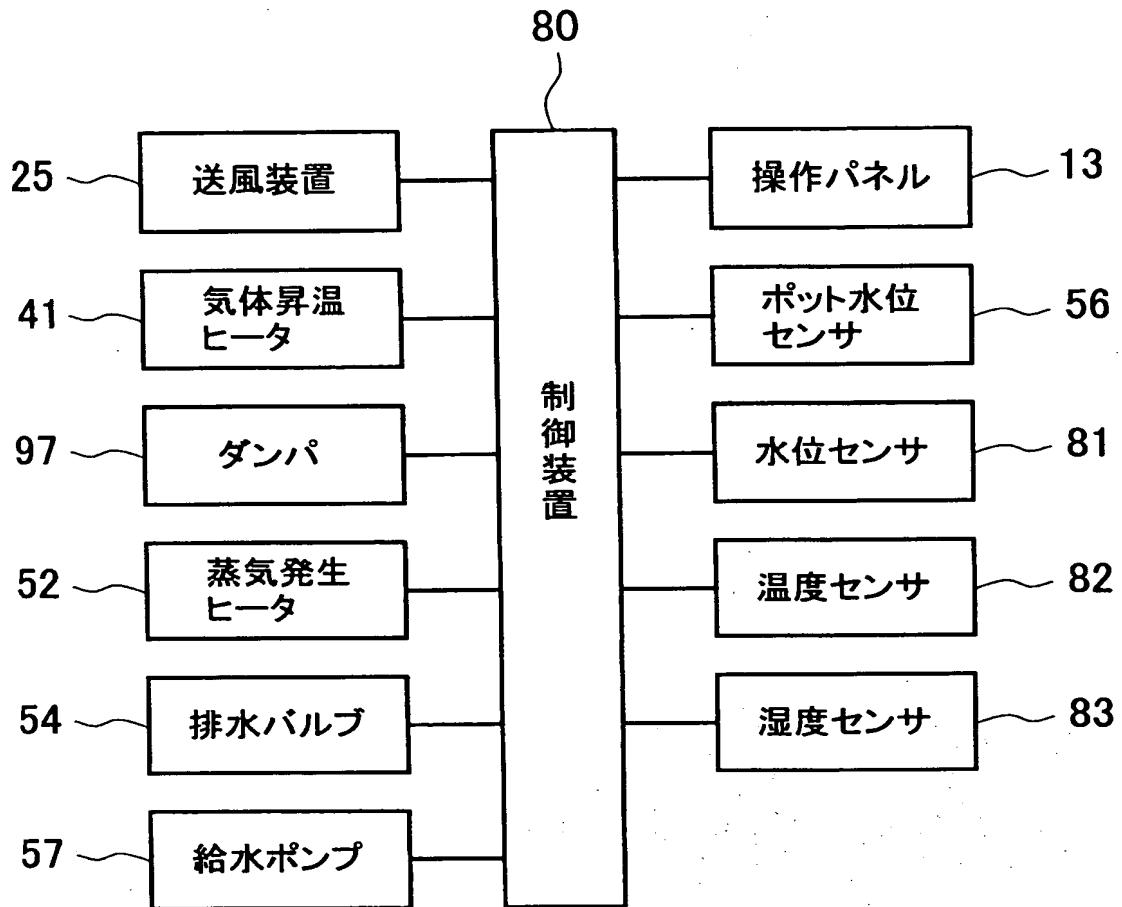 80
25
送風装置
操作パネル
13
41
気体昇温
ヒータ
ポット水位
センサ
56
97
ダンパ
制御装置
水位センサ
81
52
蒸気発生
ヒータ
温度センサ
82
54
排水バルブ
湿度センサ
83
57
給水ポンプ